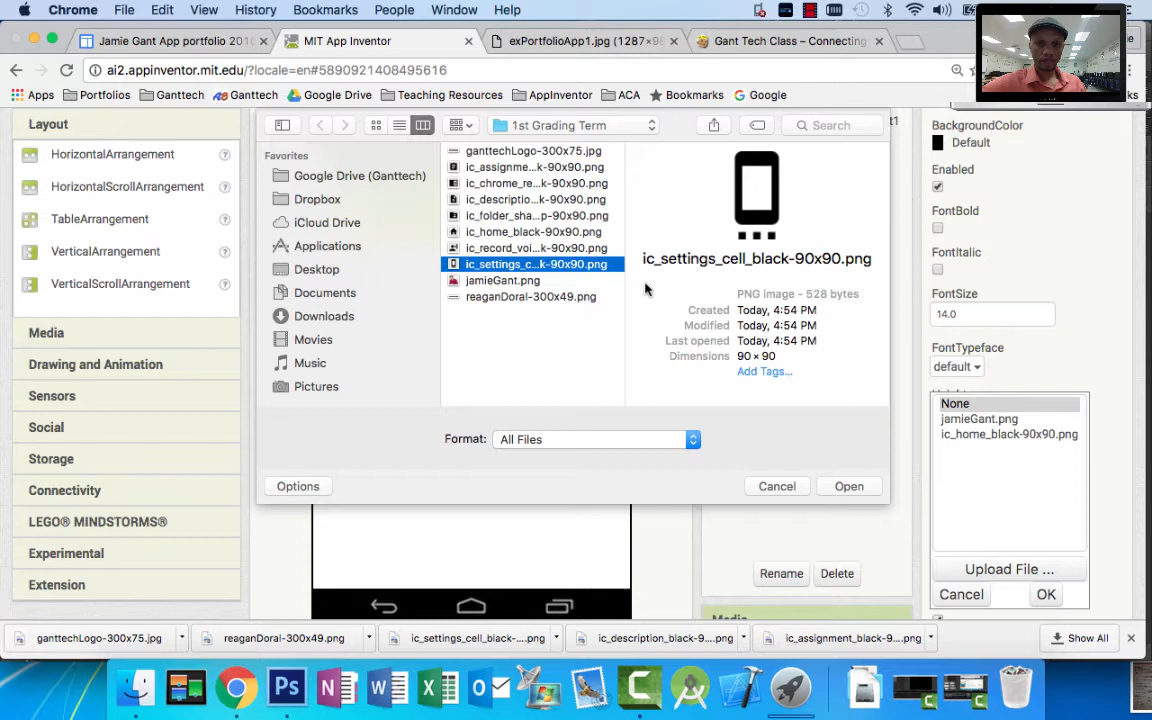 Chrome File Edit View History Bookmarks People Window Help
Jamie Gant App portfolio 2016
MIT App Inventor
exPortfolioApp1.jpg (1287×98
Gant Tech Class – Connecting
ai2.appinventor.mit.edu/?locale=en#5890921408495616
Apps Portfolios Ganttech Ganttech Google Drive Teaching Resources AppInventor ACA Bookmarks Google
Layout
HorizontalArrangement
HorizontalScrollArrangement
TableArrangement
VerticalArrangement
VerticalScrollArrangement
Media
Drawing and Animation
Sensors
Social
Storage
Connectivity
LEGO® MINDSTORMS®
Experimental
Extension
1st Grading Term
Search
Favorites
Google Drive (Ganttech)
Dropbox
iCloud Drive
Applications
Desktop
Documents
Downloads
Movies
Music
Pictures
ganttechLogo-300x75.jpg
ic_assignme...k-90x90.png
ic_chrome_re...k-90x90.png
ic_descriptio...k-90x90.png
ic_folder_sha...p-90x90.png
ic_home_black-90x90.png
ic_record_voi...k-90x90.png
ic_settings_c...k-90x90.png
jamieGant.png
reaganDoral-300x49.png
ic_settings_cell_black-90x90.png
PNG image - 528 bytes
Created Today, 4:54 PM
Modified Today, 4:54 PM
Last opened Today, 4:54 PM
Dimensions 90 × 90
Add Tags...
Format: All Files
Options
Cancel
Open
BackgroundColor
Default
Enabled
FontBold
FontItalic
FontSize
14.0
FontTypeface
default
None
jamieGant.png
ic_home_black-90x90.png
Upload File ...
Cancel
OK
Rename
Delete
Media
ganttechLogo-300x75.jpg
reaganDoral-300x49.png
ic_settings_cell_black-....png
ic_description_black-9....png
ic_assignment_black-9....png
Show All